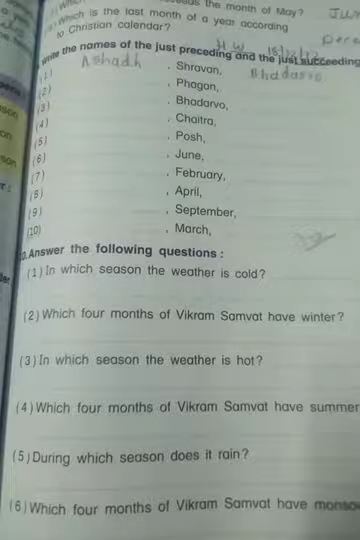 the month of May? Jun
Which is the last month of a year according
to Christian calendar?
H.W.
Write the names of the just preceding and the just succeeding
(1) Ashadh , Shravan, Bhadarvo
(2) , Phagan,
(3) , Bhadarvo,
(4) , Chaitra,
(5) , Posh,
(6) , June,
(7) , February,
(8) , April,
(9) , September,
(10) , March,
Answer the following questions :
(1) In which season the weather is cold?
(2) Which four months of Vikram Samvat have winter?
(3) In which season the weather is hot?
(4) Which four months of Vikram Samvat have summer
(5) During which season does it rain?
(6) Which four months of Vikram Samvat have monso